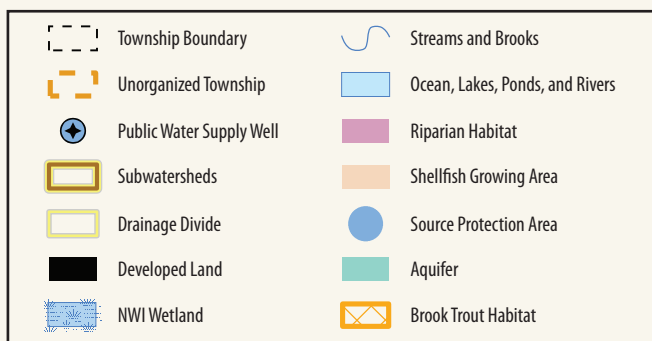 Township Boundary
Unorganized Township
Public Water Supply Well
Subwatersheds
Drainage Divide
Developed Land
NWI Wetland
Streams and Brooks
Ocean, Lakes, Ponds, and Rivers
Riparian Habitat
Shellfish Growing Area
Source Protection Area
Aquifer
Brook Trout Habitat